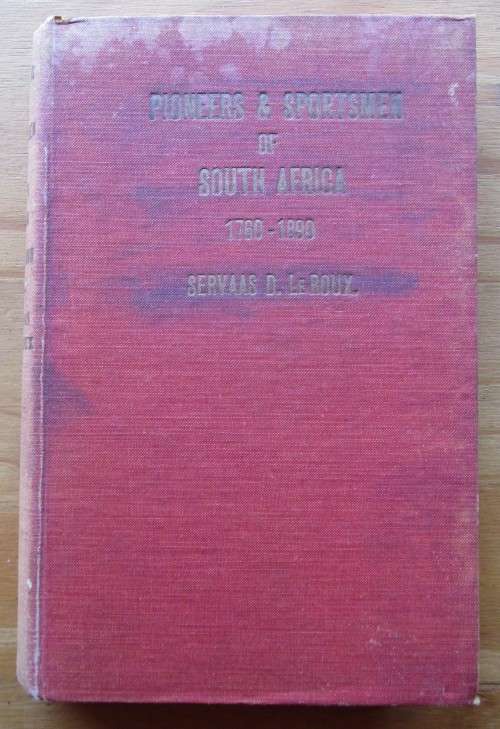 PIONEERS & SPORTSMEN
OF
SOUTH AFRICA
1760-1890
SERVAAS D. LE ROUX.